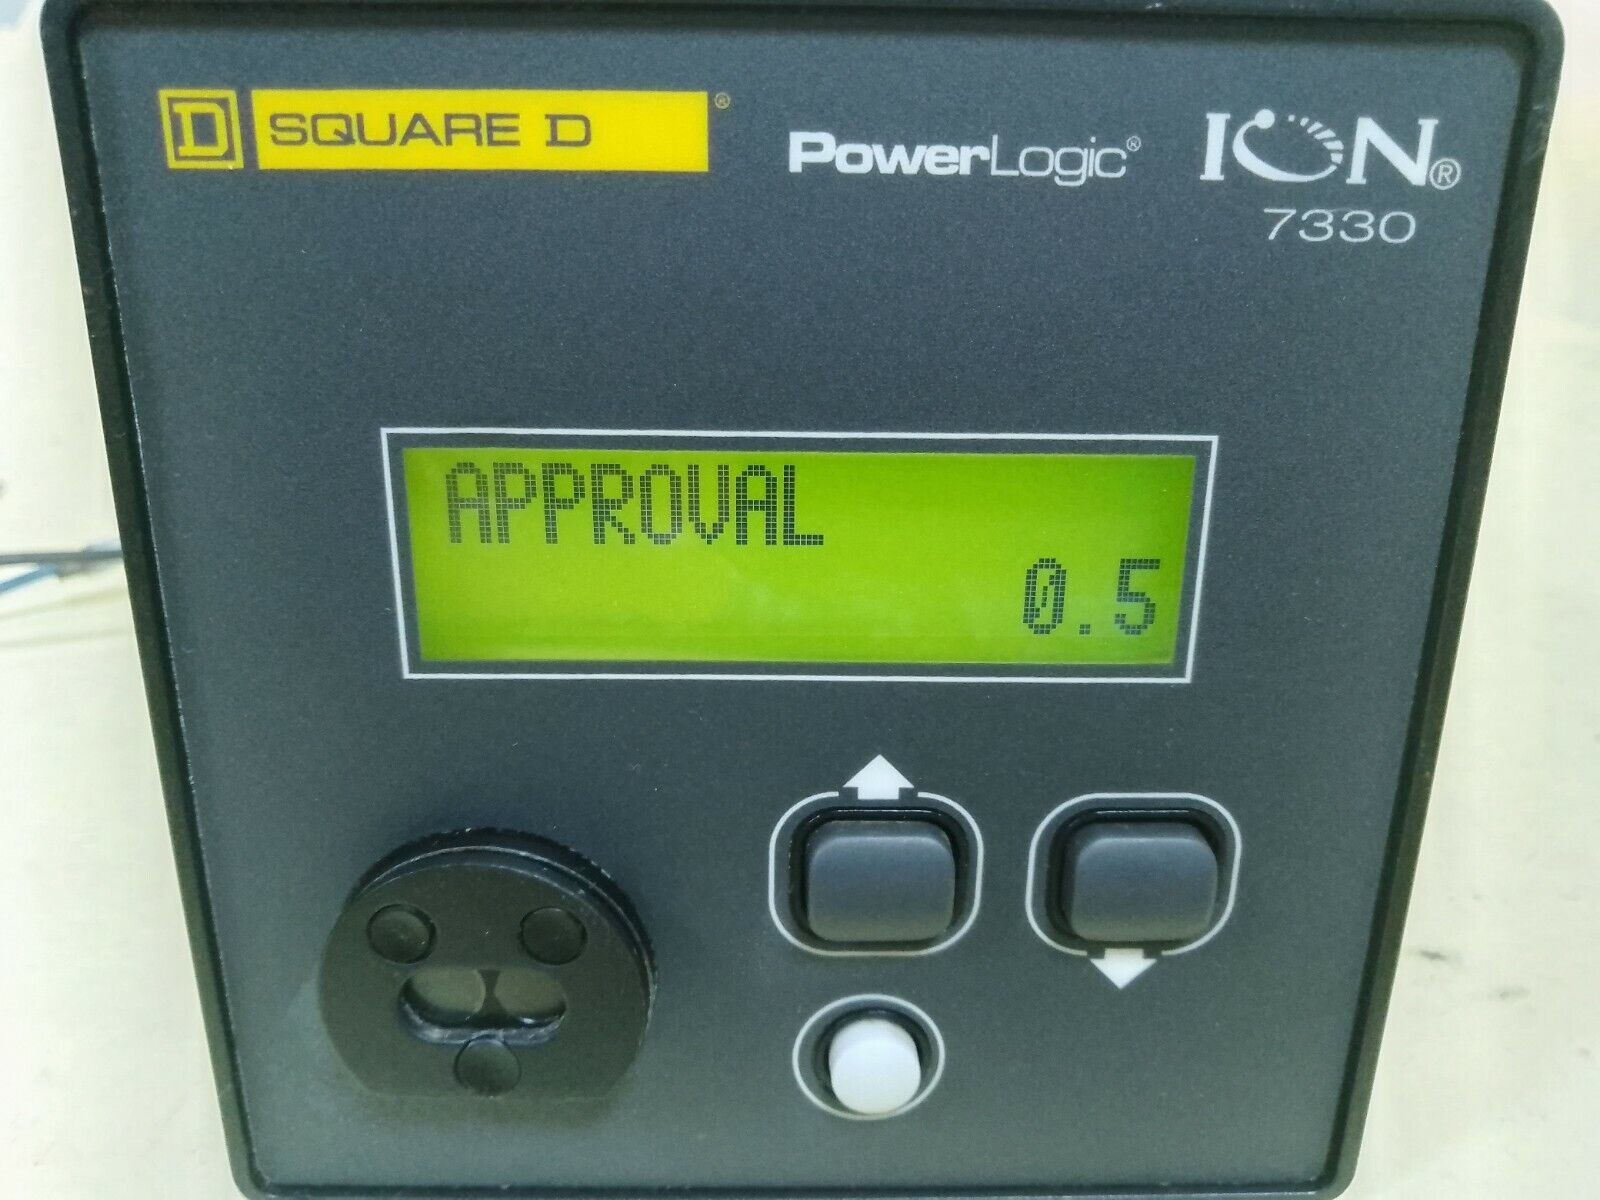 D SQUARE D®
PowerLogic®
ION®
7330
APPROVAL
0.5